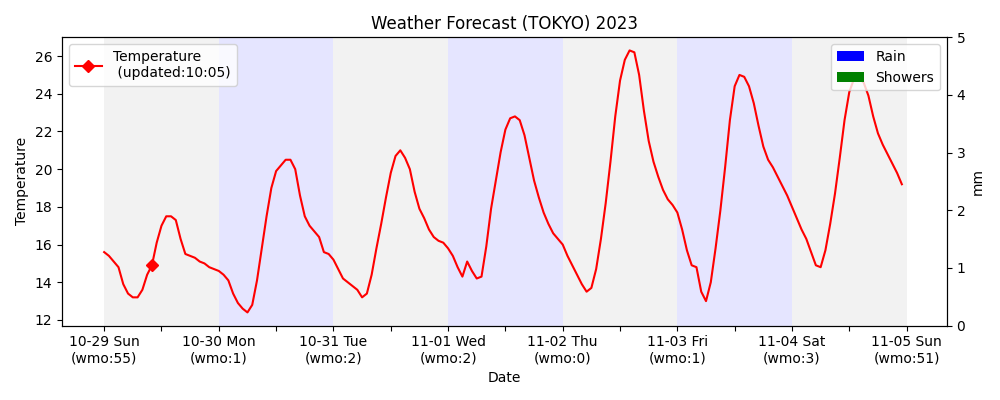 Weather Forecast (TOKYO) 2023
Temperature
(updated:10:05)
Rain
Showers
26
24
22
20
18
16
14
12
Temperature
5
4
3
2
1
0
mm
10-29 Sun 10-30 Mon 10-31 Tue 11-01 Wed 11-02 Thu 11-03 Fri 11-04 Sat 11-05 Sun
(wmo:55) (wmo:1) (wmo:2) (wmo:2) (wmo:0) (wmo:1) (wmo:3) (wmo:51)
Date